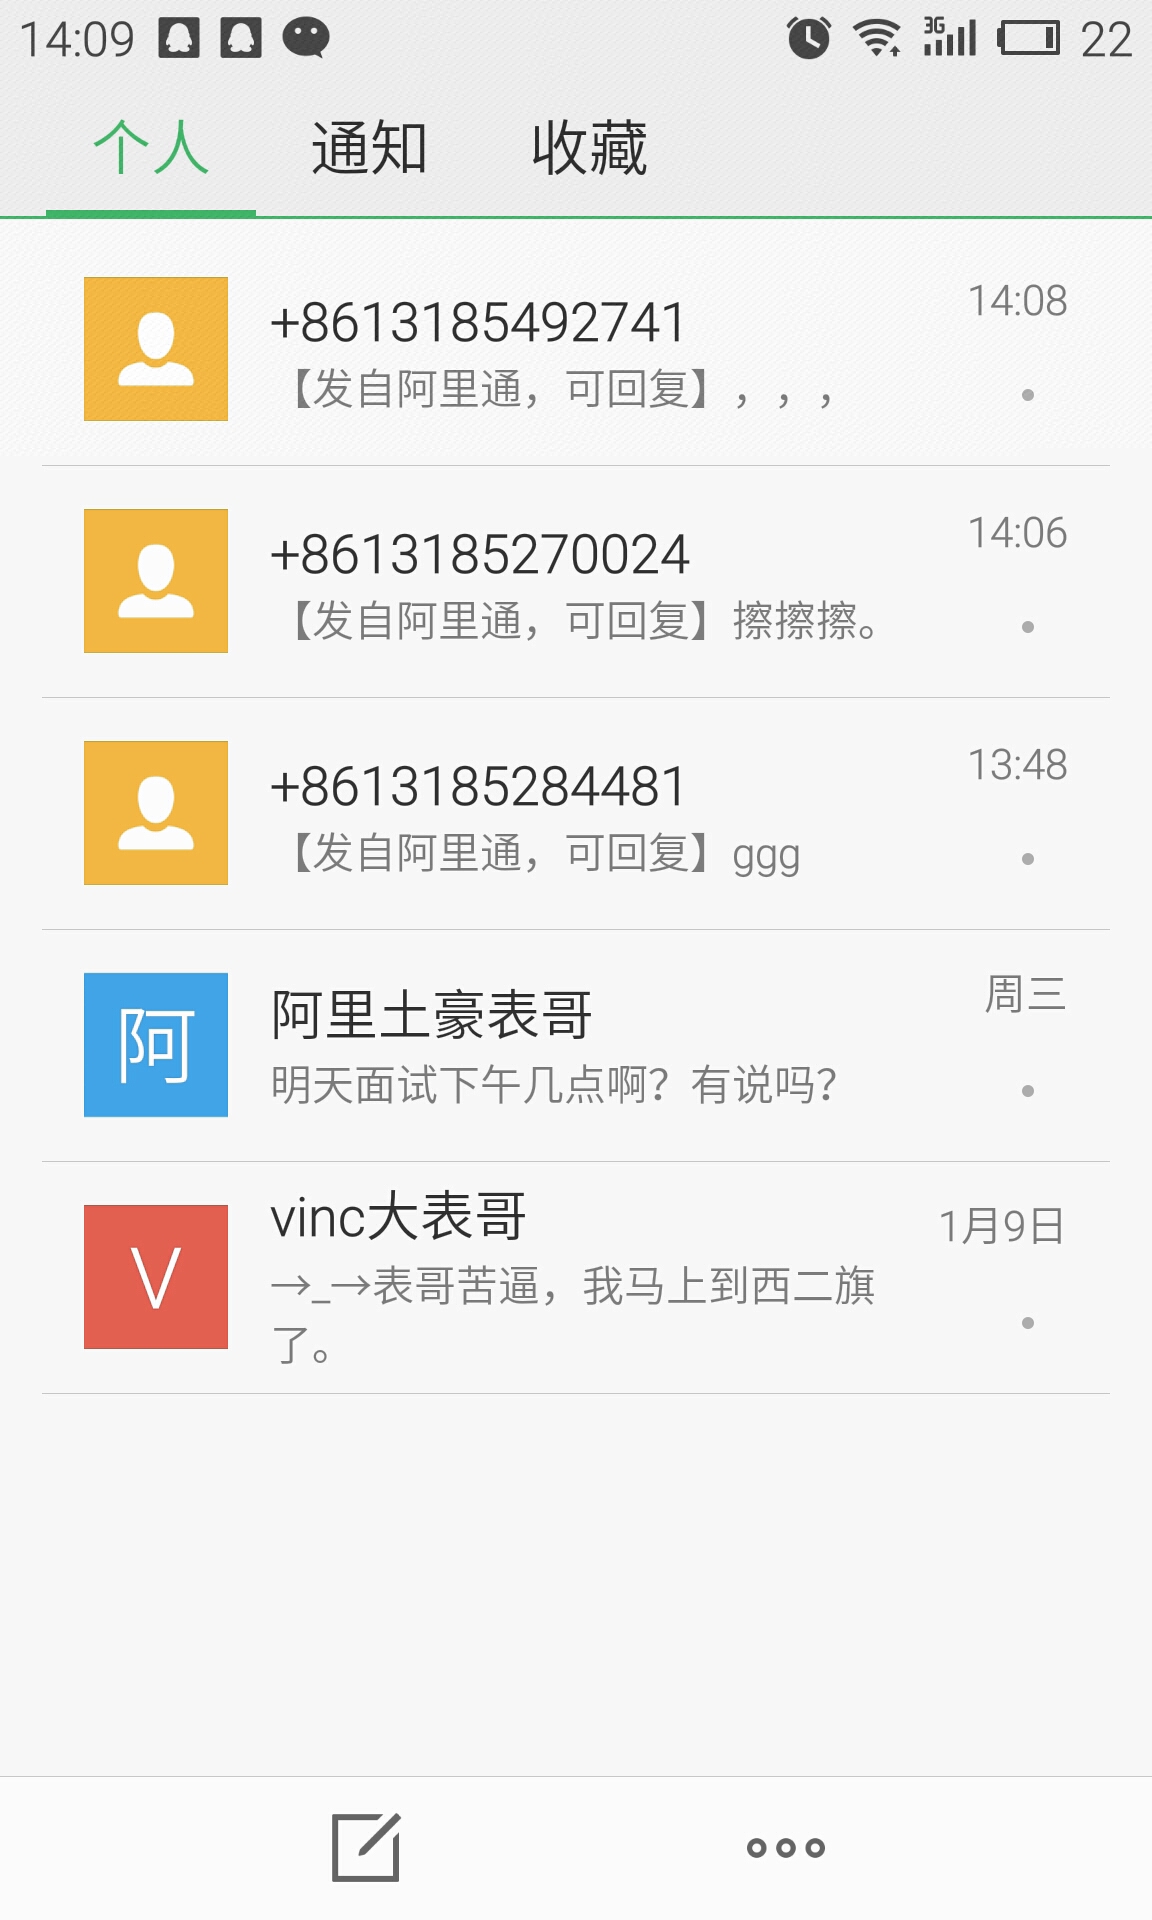 14:09
3G
22
个人
通知
收藏
+8613185492741
14:08
【发自阿里通，可回复】，，，
+8613185270024
14:06
【发自阿里通，可回复】擦擦擦。
+8613185284481
13:48
【发自阿里通，可回复】ggg
阿
阿里土豪表哥
周三
明天面试下午几点啊？有说吗？
V
vinc大表哥
1月9日
→_→表哥苦逼，我马上到西二旗
了。